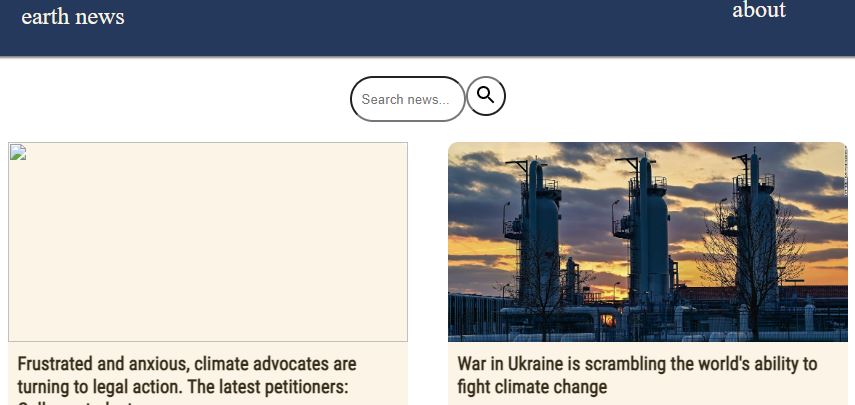 earth news
about
Search news...
Frustrated and anxious, climate advocates are
turning to legal action. The latest petitioners:
War in Ukraine is scrambling the world's ability to
fight climate change